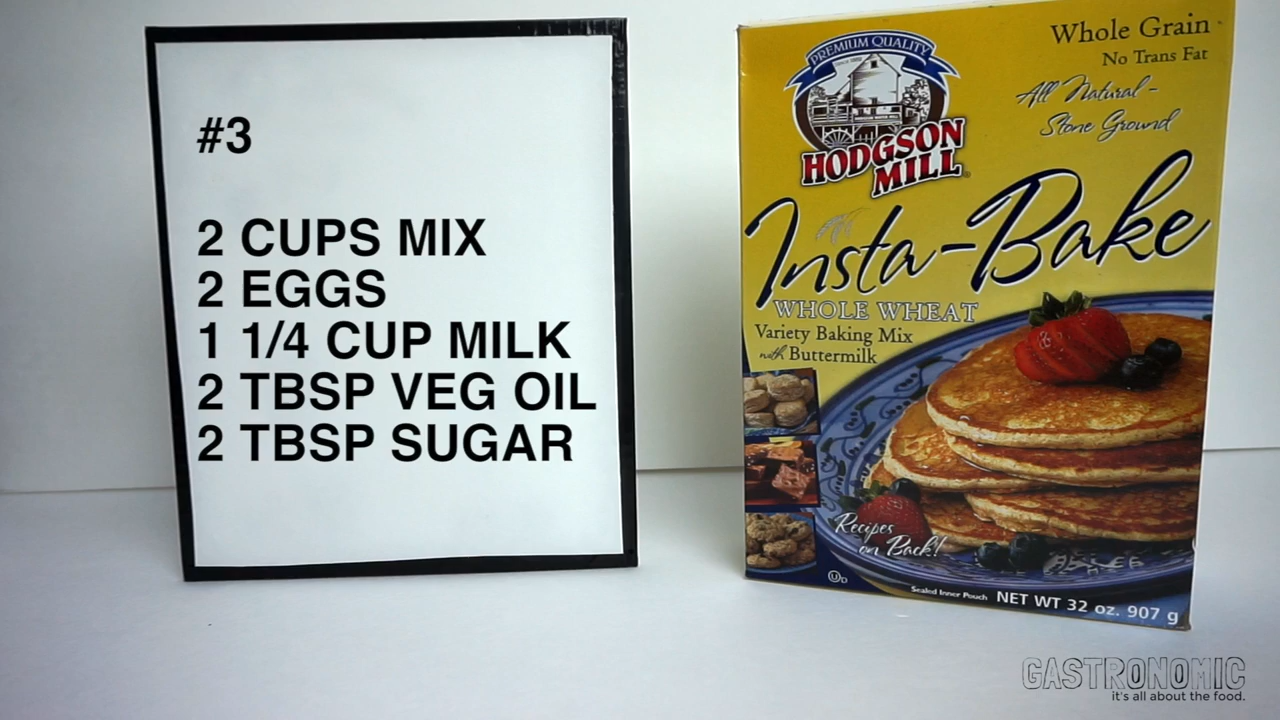 #3
2 CUPS MIX
2 EGGS
1 1/4 CUP MILK
2 TBSP VEG OIL
2 TBSP SUGAR
PREMIUM QUALITY
HODGSON
MILL
Whole Grain
No Trans Fat
All Natural -
Stone Ground
Insta-Bake
WHOLE WHEAT
Variety Baking Mix
with Buttermilk
Recipes
on Back!
Sealed Inner Pouch NET WT 32 oz. 907 g
GASTRONOMIC
it's all about the food.